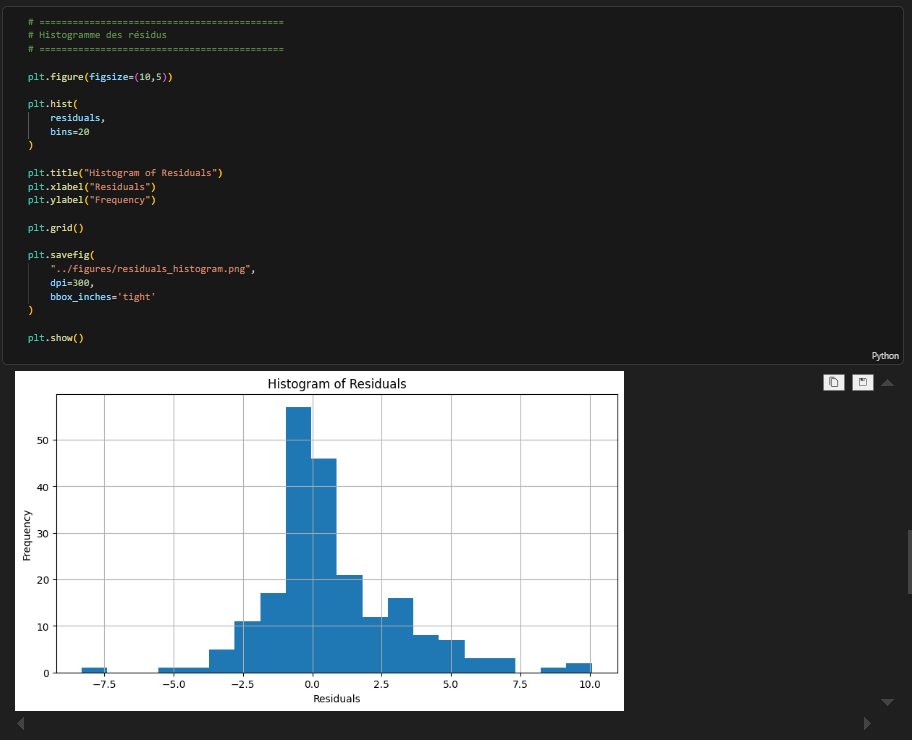 # ============================================
# Histogramme des résidus
# ============================================
plt.figure(figsize=(10,5))
plt.hist(
residuals,
bins=20
)
plt.title("Histogram of Residuals")
plt.xlabel("Residuals")
plt.ylabel("Frequency")
plt.grid()
plt.savefig(
"../figures/residuals_histogram.png",
dpi=300,
bbox_inches='tight'
)
plt.show()
Python
Histogram of Residuals
50
40
30
20
10
0
Frequency
−7.5 −5.0 −2.5 0.0 2.5 5.0 7.5 10.0
Residuals